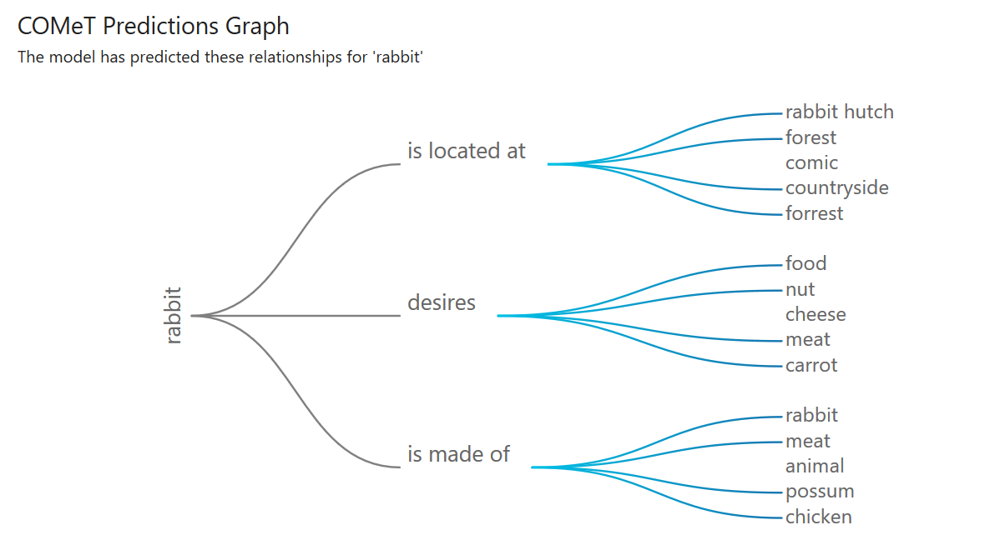 COMeT Predictions Graph
The model has predicted these relationships for 'rabbit'
rabbit
is located at
rabbit hutch
forest
comic
countryside
forrest
desires
food
nut
cheese
meat
carrot
is made of
rabbit
meat
animal
possum
chicken